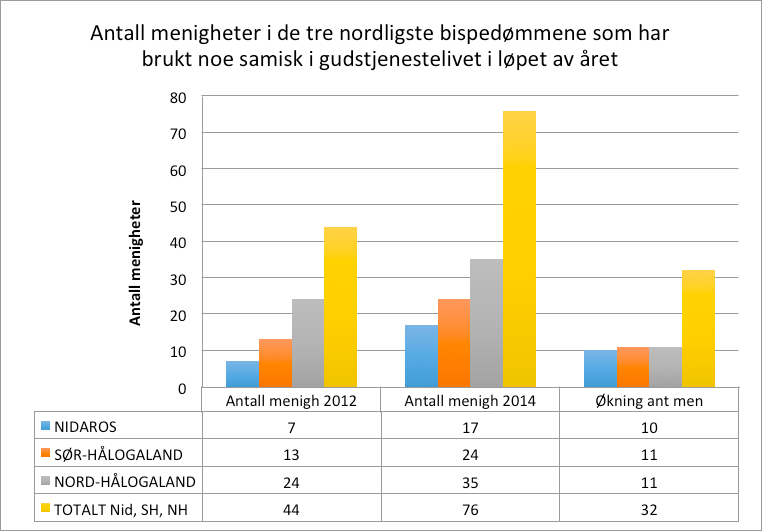 Antall menigheter i de tre nordligste bispedømmene som har
brukt noe samisk i gudstjenestelivet i løpet av året
80
70
60
50
40
30
20
10
0
Antall menigheter
Antall menigh 2012 Antall menigh 2014 Økning ant men
NIDAROS 7 17 10
SØR-HÅLOGALAND 13 24 11
NORD-HÅLOGALAND 24 35 11
TOTALT Nid, SH, NH 44 76 32